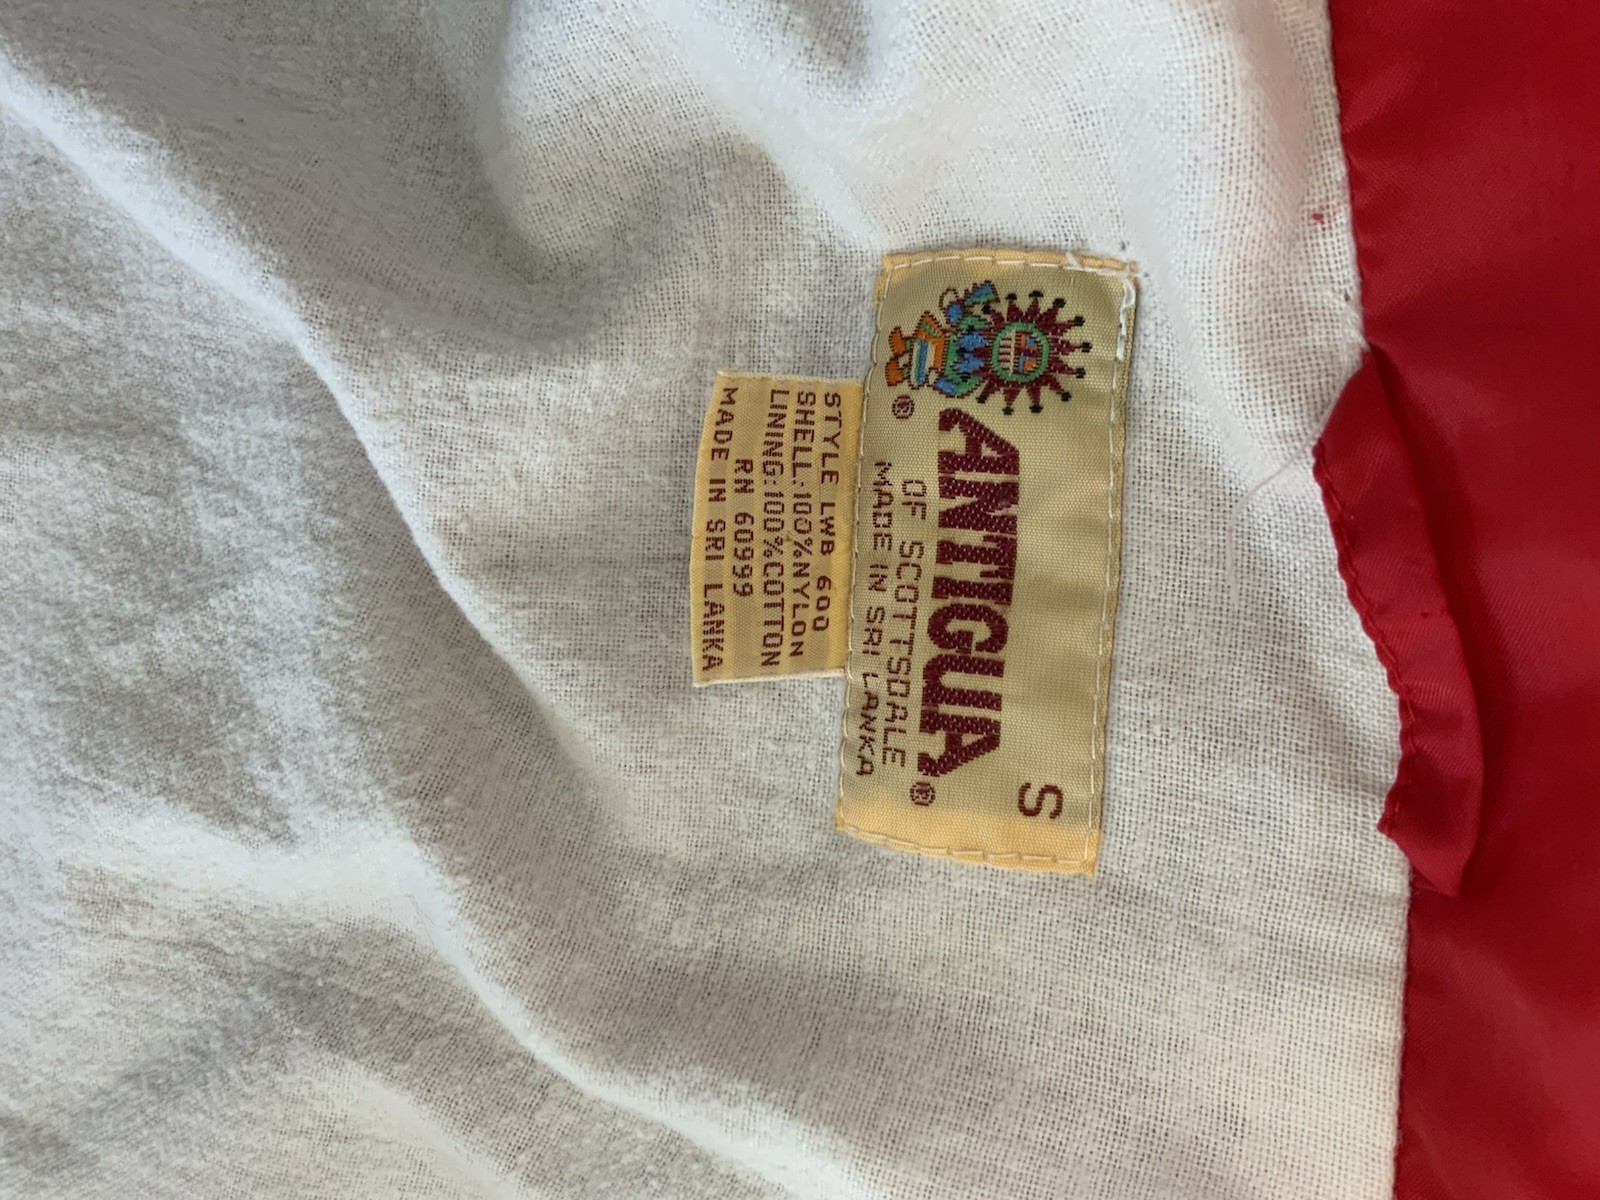 S
ANTIGUA®
®
OF SCOTTSDALE
MADE IN SRI LANKA
STYLE LWB 600
SHELL:100%NYLON
LINING:100%COTTON
RN 60999
MADE IN SRI LANKA